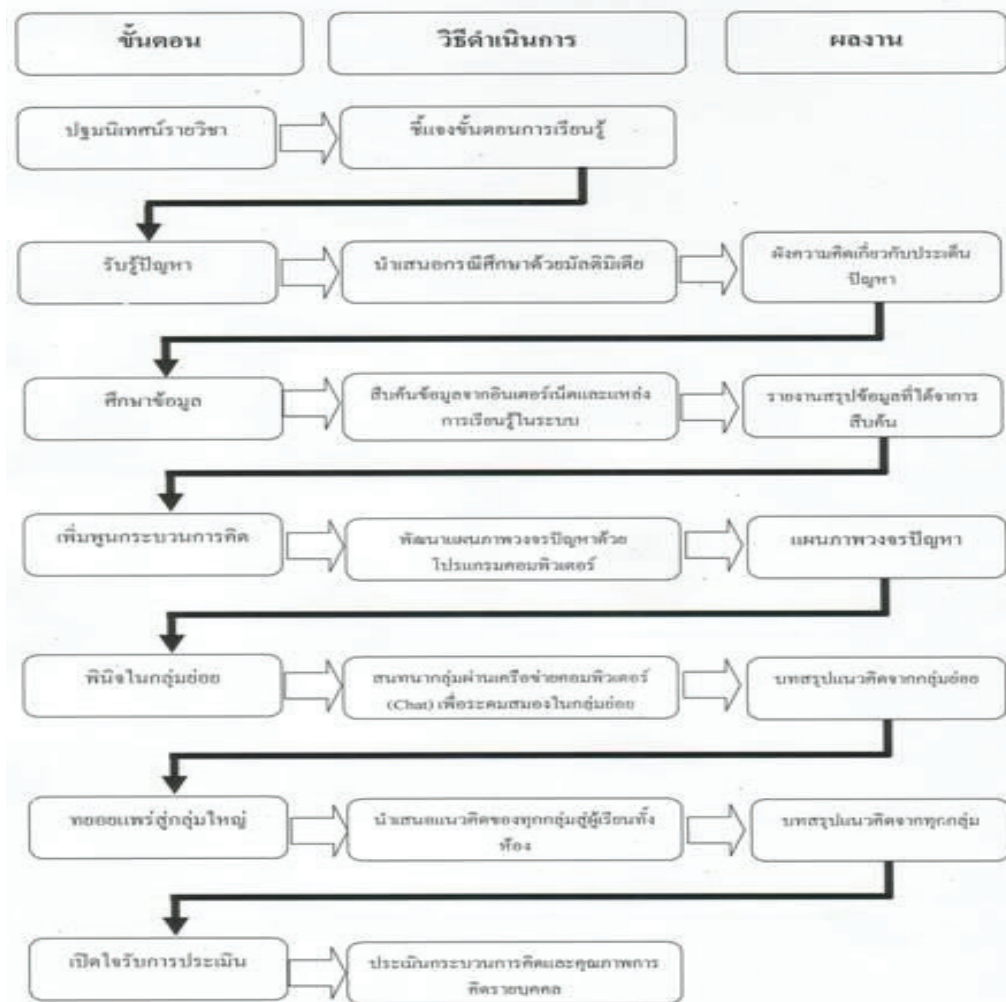 ขั้นตอน
วิธีดำเนินการ
ผลงาน
ปฐมนิเทศน์รายวิชา
ชี้แจงขั้นตอนการเรียนรู้
รับรู้ปัญหา
นำเสนอกรณีศึกษาด้วยมัลติมิเดีย
ผังความคิดเกี่ยวกับประเด็น
ปัญหา
ศึกษาข้อมูล
สืบค้นข้อมูลจากอินเตอร์เน็ตและแหล่ง
การเรียนรู้ในระบบ
รายงานสรุปข้อมูลที่ได้จาการ
สืบค้น
เพิ่มพูนกระบวนการคิด
พัฒนาแผนภาพวงจรปัญหาด้วย
โปรแกรมคอมพิวเตอร์
แผนภาพวงจรปัญหา
พินิจในกลุ่มย่อย
สนทนากลุ่มผ่านเครือข่ายคอมพิวเตอร์
(Chat) เพื่อระดมสมองในกลุ่มย่อย
บทสรุปแนวคิดจากกลุ่มย่อย
ทยอยแพร่สู่กลุ่มใหญ่
นำเสนอแนวคิดของทุกกลุ่มสู่ผู้เรียนทั้ง
ห้อง
บทสรุปแนวคิดจากทุกกลุ่ม
เปิดใจรับการประเมิน
ประเมินกระบวนการคิดและคุณภาพการ
คิดรายบุคคล